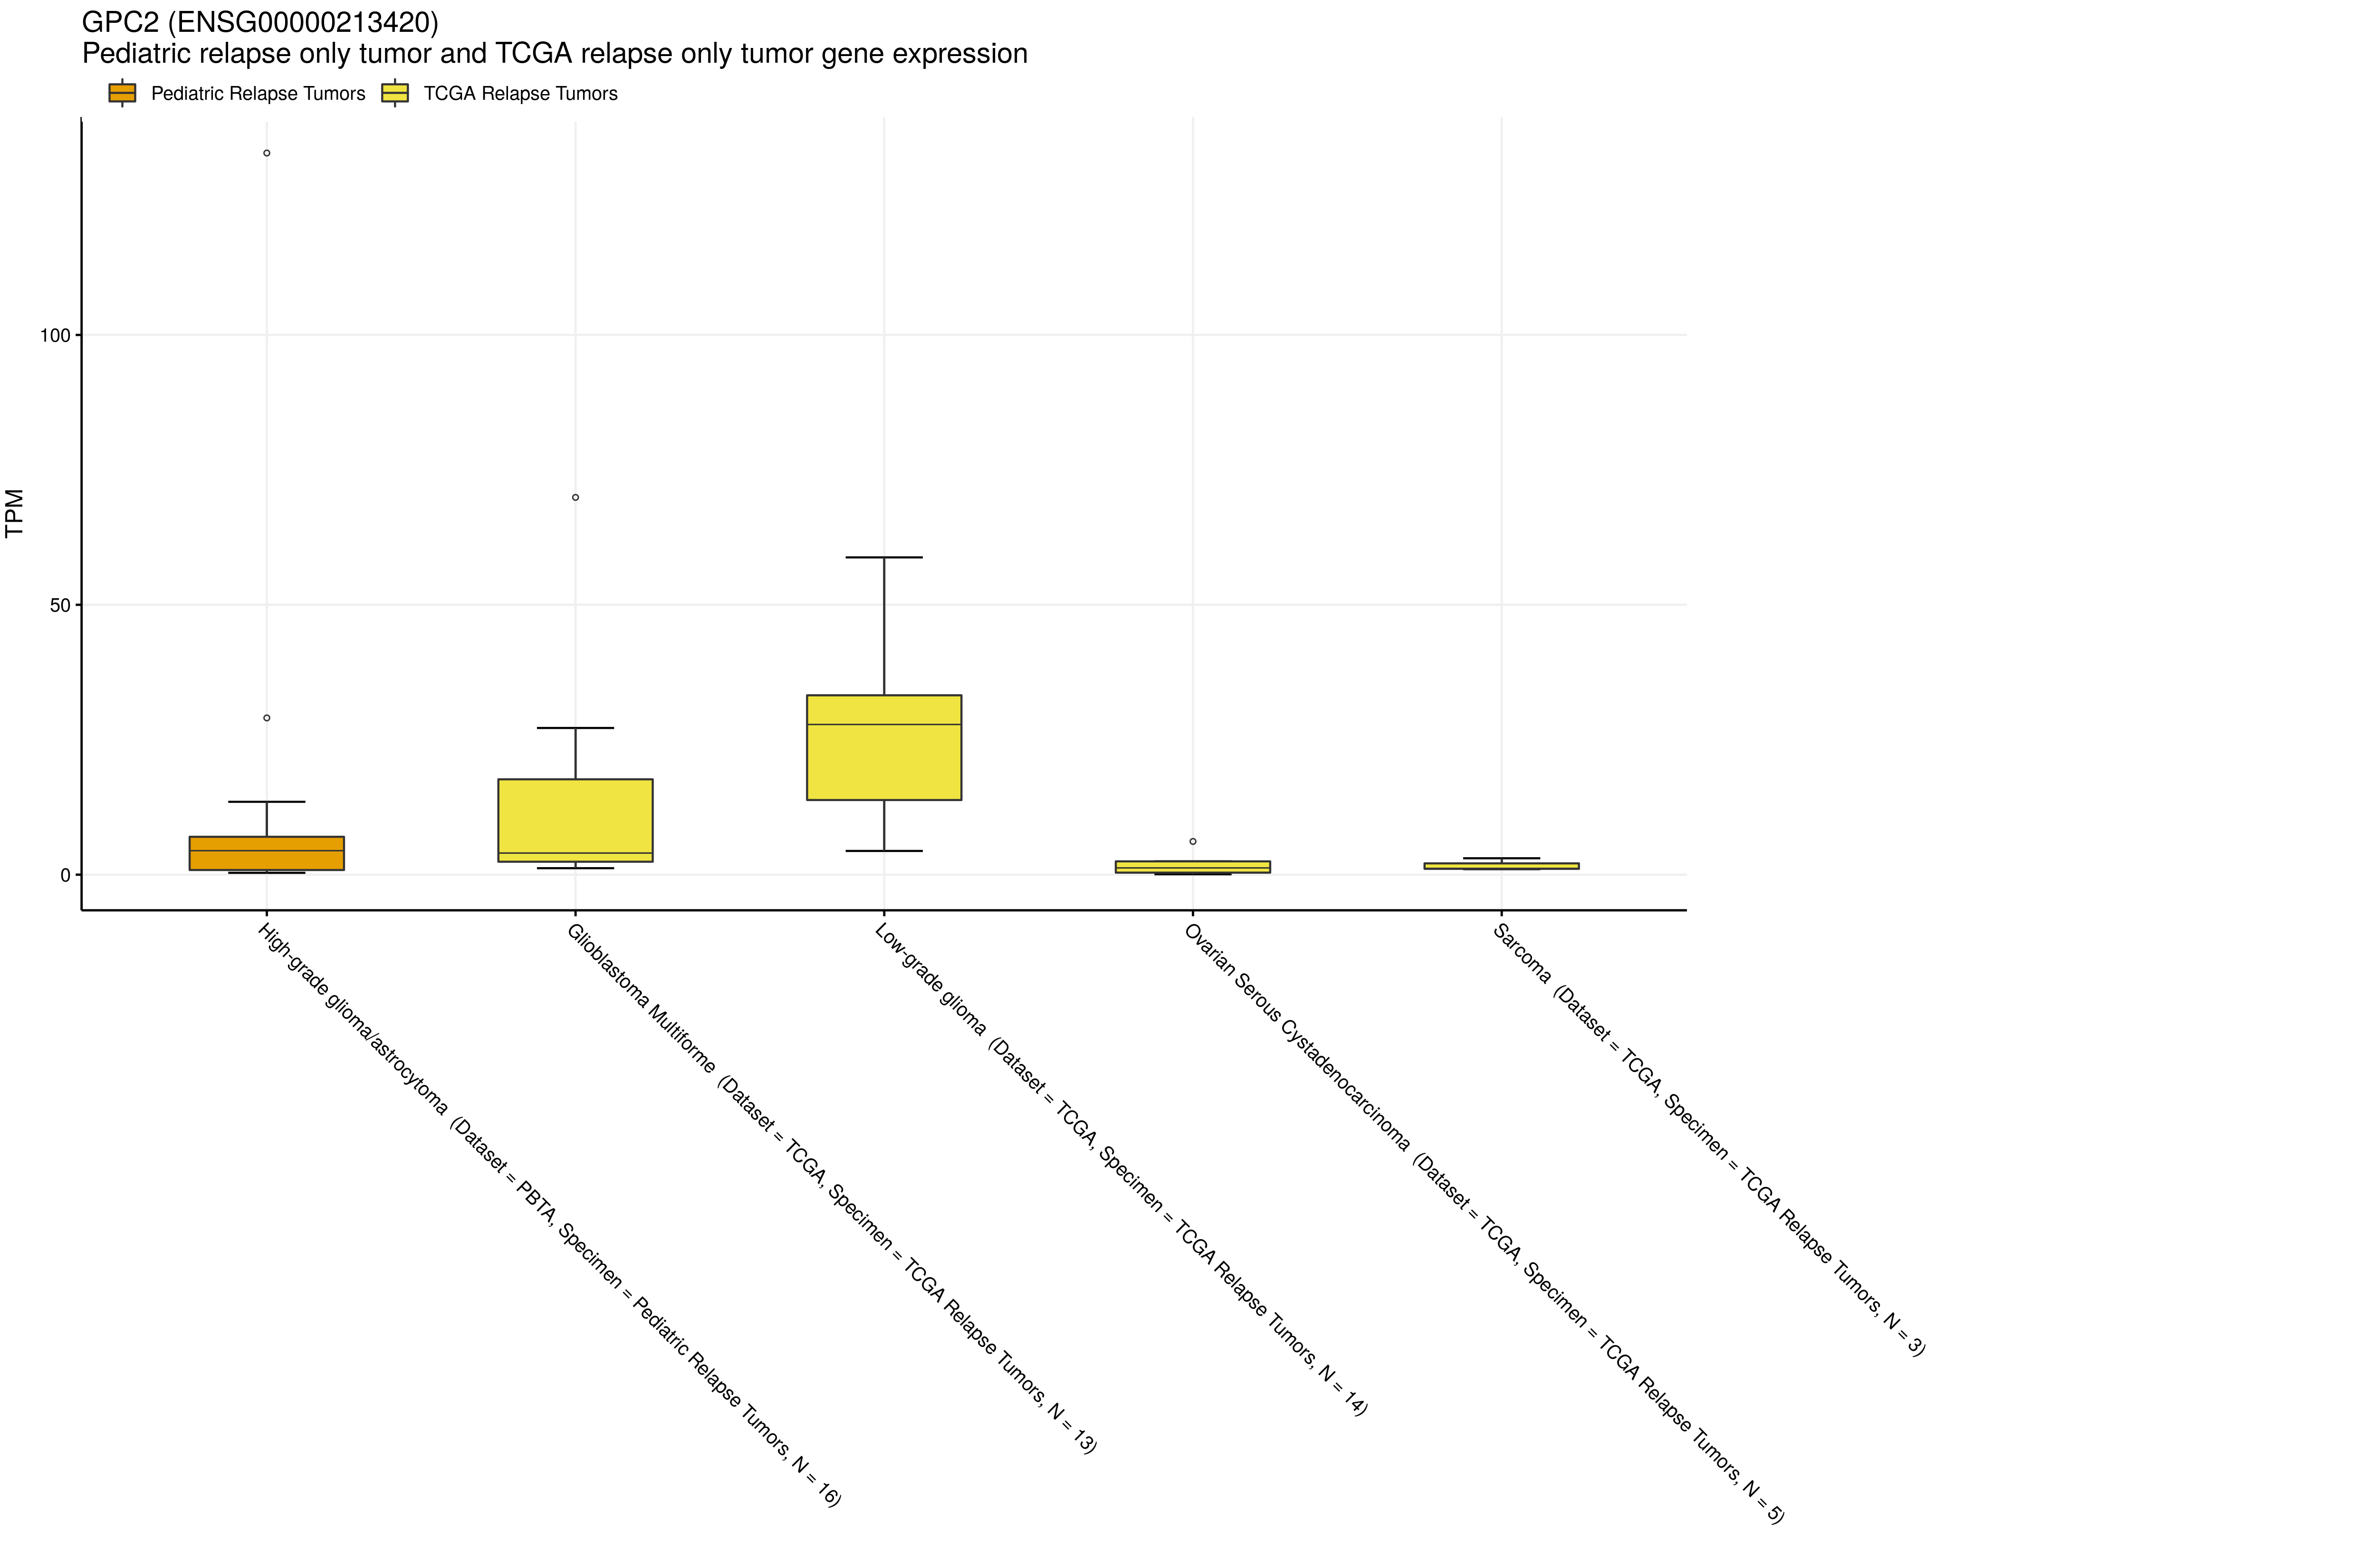 GPC2 (ENSG00000213420)
Pediatric relapse only tumor and TCGA relapse only tumor gene expression
Pediatric Relapse Tumors
TCGA Relapse Tumors
TPM
100
50
0
High-grade glioma/astrocytoma  (Dataset = PBTA, Specimen = Pediatric Relapse Tumors, N = 16)
Glioblastoma Multiforme  (Dataset = TCGA, Specimen = TCGA Relapse Tumors, N = 13)
Low-grade glioma  (Dataset = TCGA, Specimen = TCGA Relapse Tumors, N = 14)
Ovarian Serous Cystadenocarcinoma  (Dataset = TCGA, Specimen = TCGA Relapse Tumors, N = 5)
Sarcoma  (Dataset = TCGA, Specimen = TCGA Relapse Tumors, N = 3)